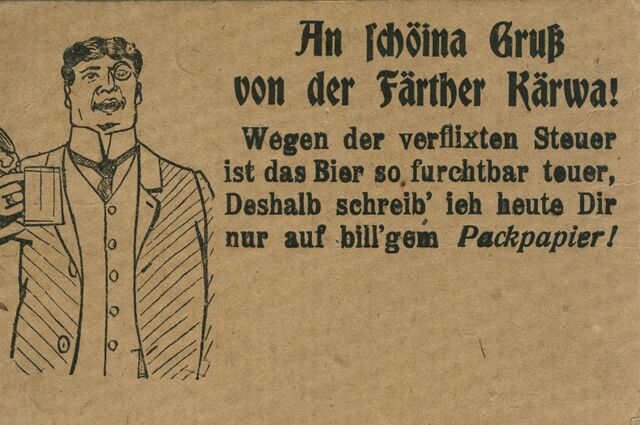 An schöina Gruß
von der Färther Kärwa!
Wegen der verflixten Steuer
ist das Bier so furchtbar teuer,
Deshalb schreib' ich heute Dir
nur auf bill'gem Packpapier!